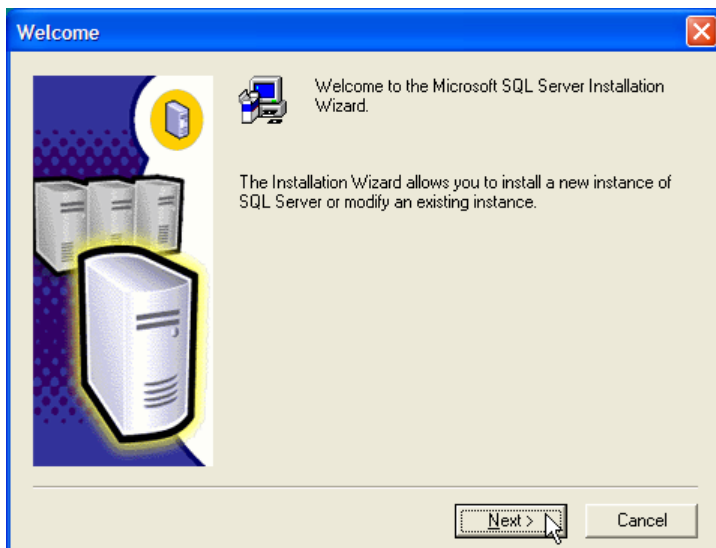 Welcome
Welcome to the Microsoft SQL Server Installation
Wizard.
The Installation Wizard allows you to install a new instance of
SQL Server or modify an existing instance.
Next >
Cancel